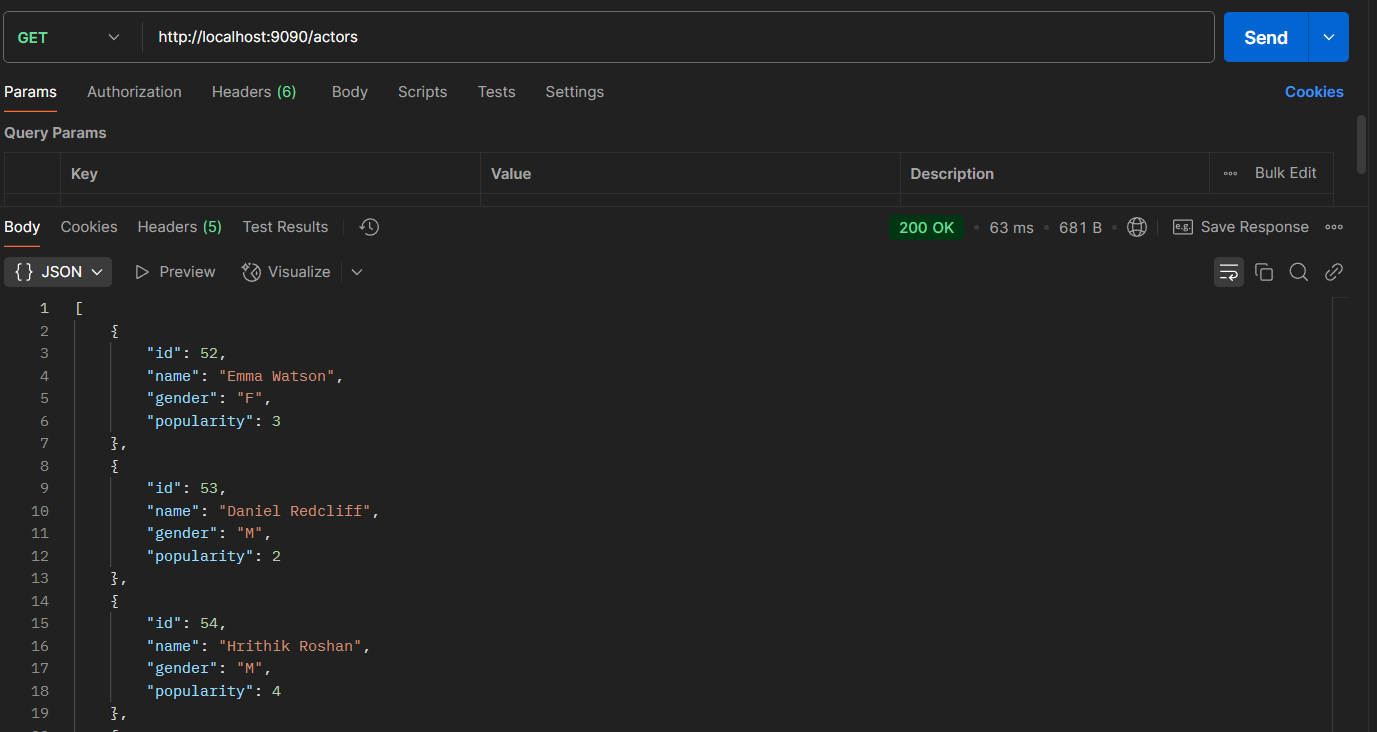 GET http://localhost:9090/actors Send
Params Authorization Headers (6) Body Scripts Tests Settings Cookies
Query Params
Key Value Description Bulk Edit
Body Cookies Headers (5) Test Results 200 OK • 63 ms • 681 B • e.g. Save Response
{} JSON Preview Visualize
1 [
2 {
3 "id": 52,
4 "name": "Emma Watson",
5 "gender": "F",
6 "popularity": 3
7 },
8 {
9 "id": 53,
10 "name": "Daniel Redcliff",
11 "gender": "M",
12 "popularity": 2
13 },
14 {
15 "id": 54,
16 "name": "Hrithik Roshan",
17 "gender": "M",
18 "popularity": 4
19 },